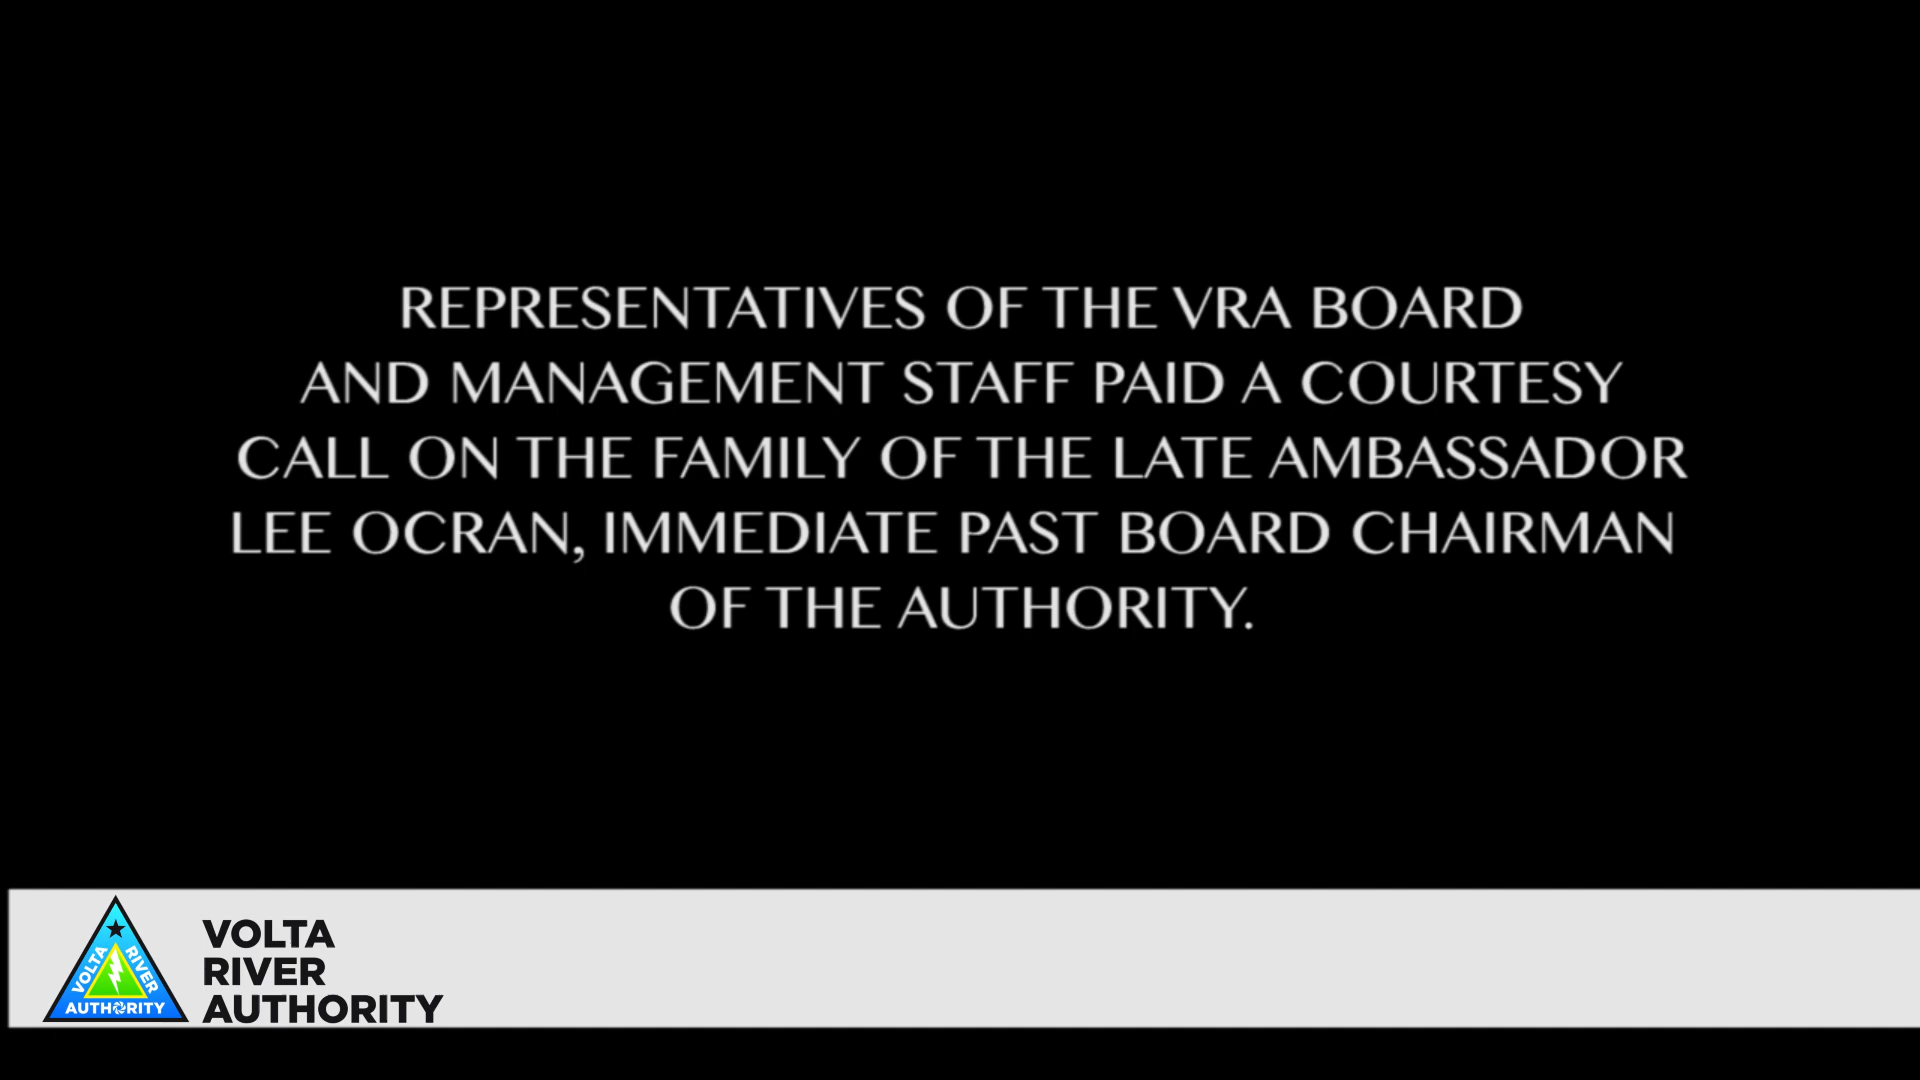 REPRESENTATIVES OF THE VRA BOARD
AND MANAGEMENT STAFF PAID A COURTESY
CALL ON THE FAMILY OF THE LATE AMBASSADOR
LEE OCRAN, IMMEDIATE PAST BOARD CHAIRMAN
OF THE AUTHORITY.
VOLTA RIVER
AUTHORITY
VOLTA
RIVER
AUTHORITY